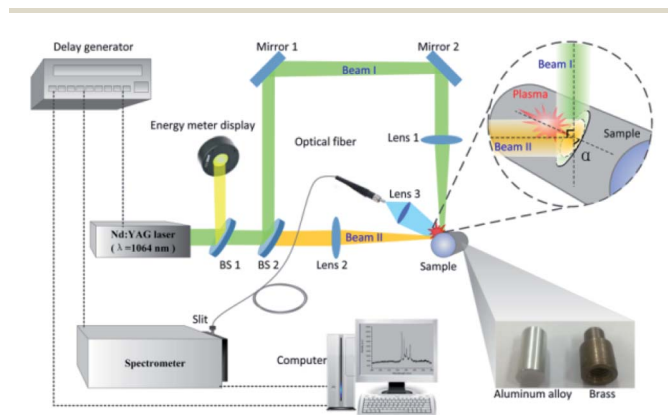 Delay generator
Mirror 1
Mirror 2
Beam I
Energy meter display
Optical fiber
Lens 1
Lens 3
Nd:YAG laser
( λ=1064 nm )
BS 1
BS 2
Lens 2
Beam II
Sample
Slit
Spectrometer
Computer
Beam I
Plasma
Sample
Beam II
α
Aluminum alloy
Brass